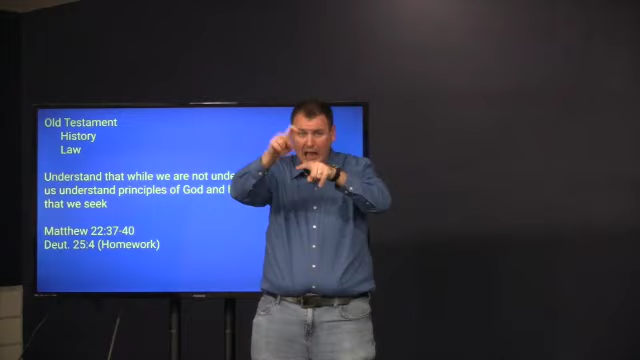 Old Testament
History
Law
Understand that while we are not
us understand principles of God and
that we seek
Matthew 22:37-40
Deut. 25:4 (Homework)